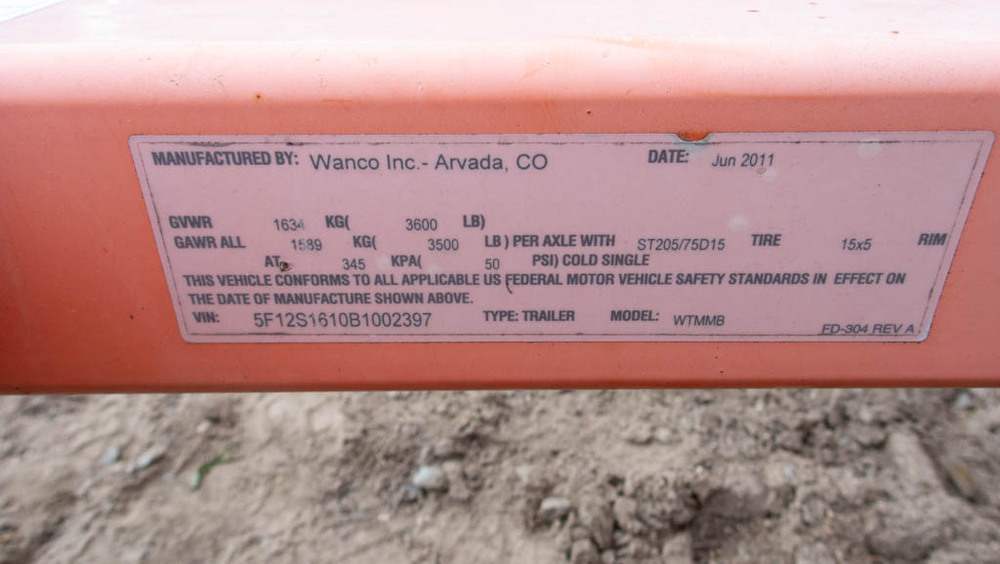 MANUFACTURED BY: Wanco Inc.- Arvada, CO DATE: Jun 2011
GVWR 1634 KG( 3600 LB)
GAWR ALL 1589 KG( 3500 LB) PER AXLE WITH ST205/75D15 TIRE 15x5 RIM
AT 345 KPA( 50 PSI) COLD SINGLE
THIS VEHICLE CONFORMS TO ALL APPLICABLE US FEDERAL MOTOR VEHICLE SAFETY STANDARDS IN EFFECT ON
THE DATE OF MANUFACTURE SHOWN ABOVE.
VIN: 5F12S1610B1002397 TYPE: TRAILER MODEL: WTMMB
FD-304 REV A